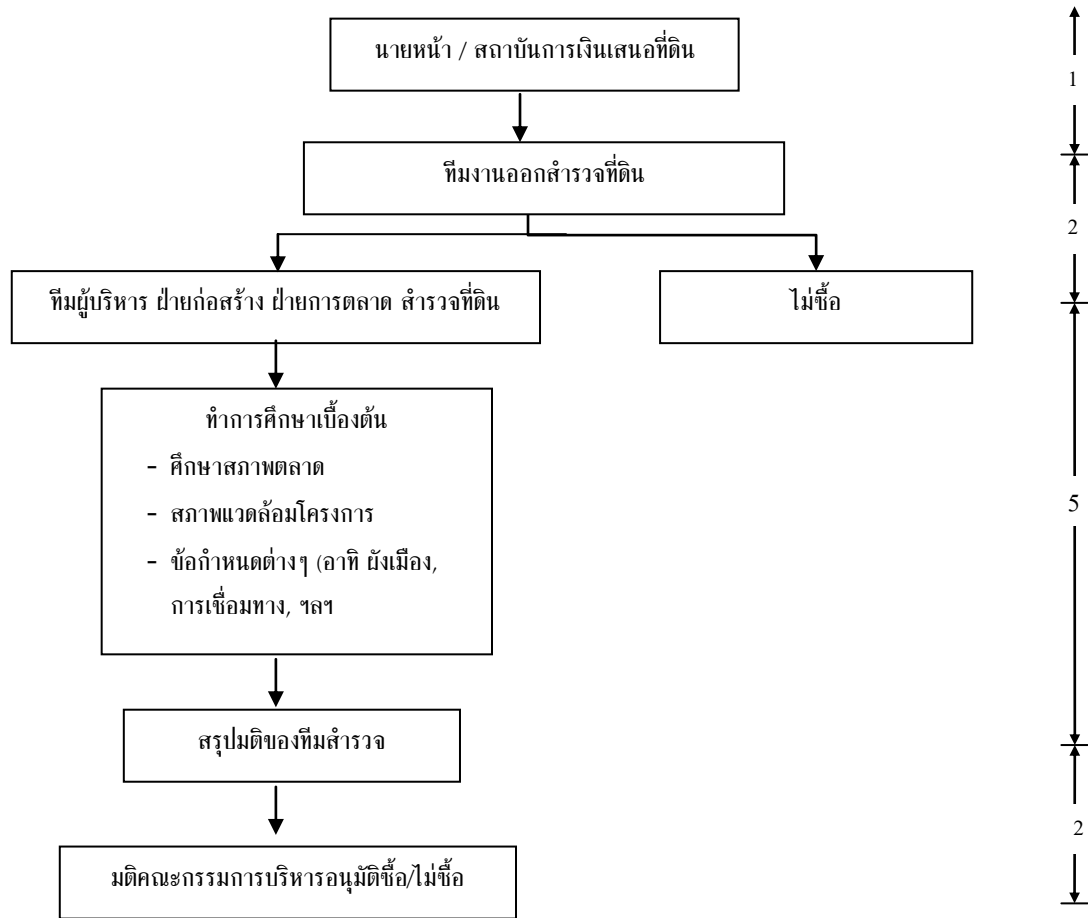 นายหน้า / สถาบันการเงินเสนอที่ดิน
1
ทีมงานออกสำรวจที่ดิน
2
ทีมผู้บริหาร ฝ่ายก่อสร้าง ฝ่ายการตลาด สำรวจที่ดิน
ไม่ซื้อ
ทำการศึกษาเบื้องต้น
- ศึกษาสภาพตลาด
- สภาพแวดล้อมโครงการ
- ข้อกำหนดต่างๆ (อาทิ ผังเมือง,
การเชื่อมทาง, ฯลฯ
5
สรุปมติของทีมสำรวจ
2
มติคณะกรรมการบริหารอนุมัติซื้อ/ไม่ซื้อ